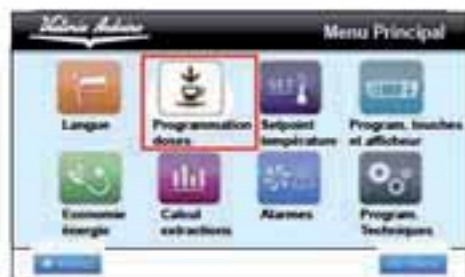 Victoria Arduino
Menu Principal
Langue
Programmation
doses
Setpoint
température
Program. touches
et afficheur
Economie
énergie
Calcul
extractions
Alarmes
Program.
Techniques